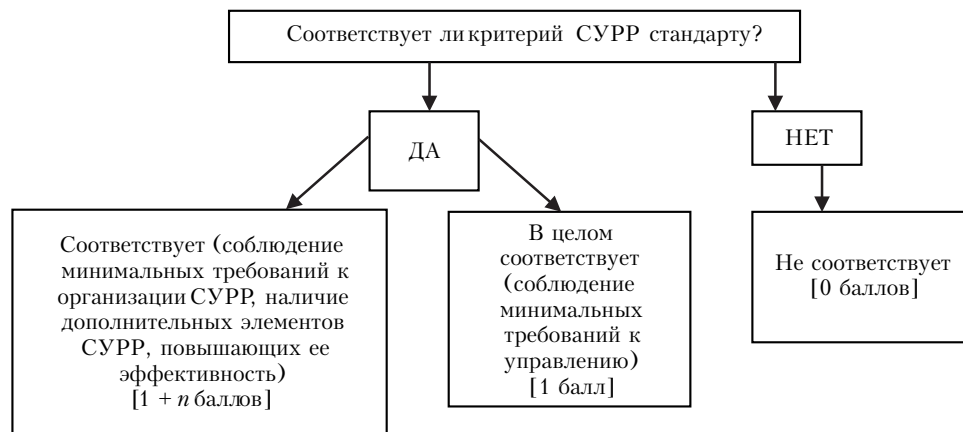 Соответствует ли критерий СУРР стандарту?
ДА
НЕТ
Соответствует (соблюдение
минимальных требований к
организации СУРР, наличие
дополнительных элементов
СУРР, повышающих ее
эффективность)
[1 + n баллов]
В целом
соответствует
(соблюдение
минимальных
требований к
управлению)
[1 балл]
Не соответствует
[0 баллов]